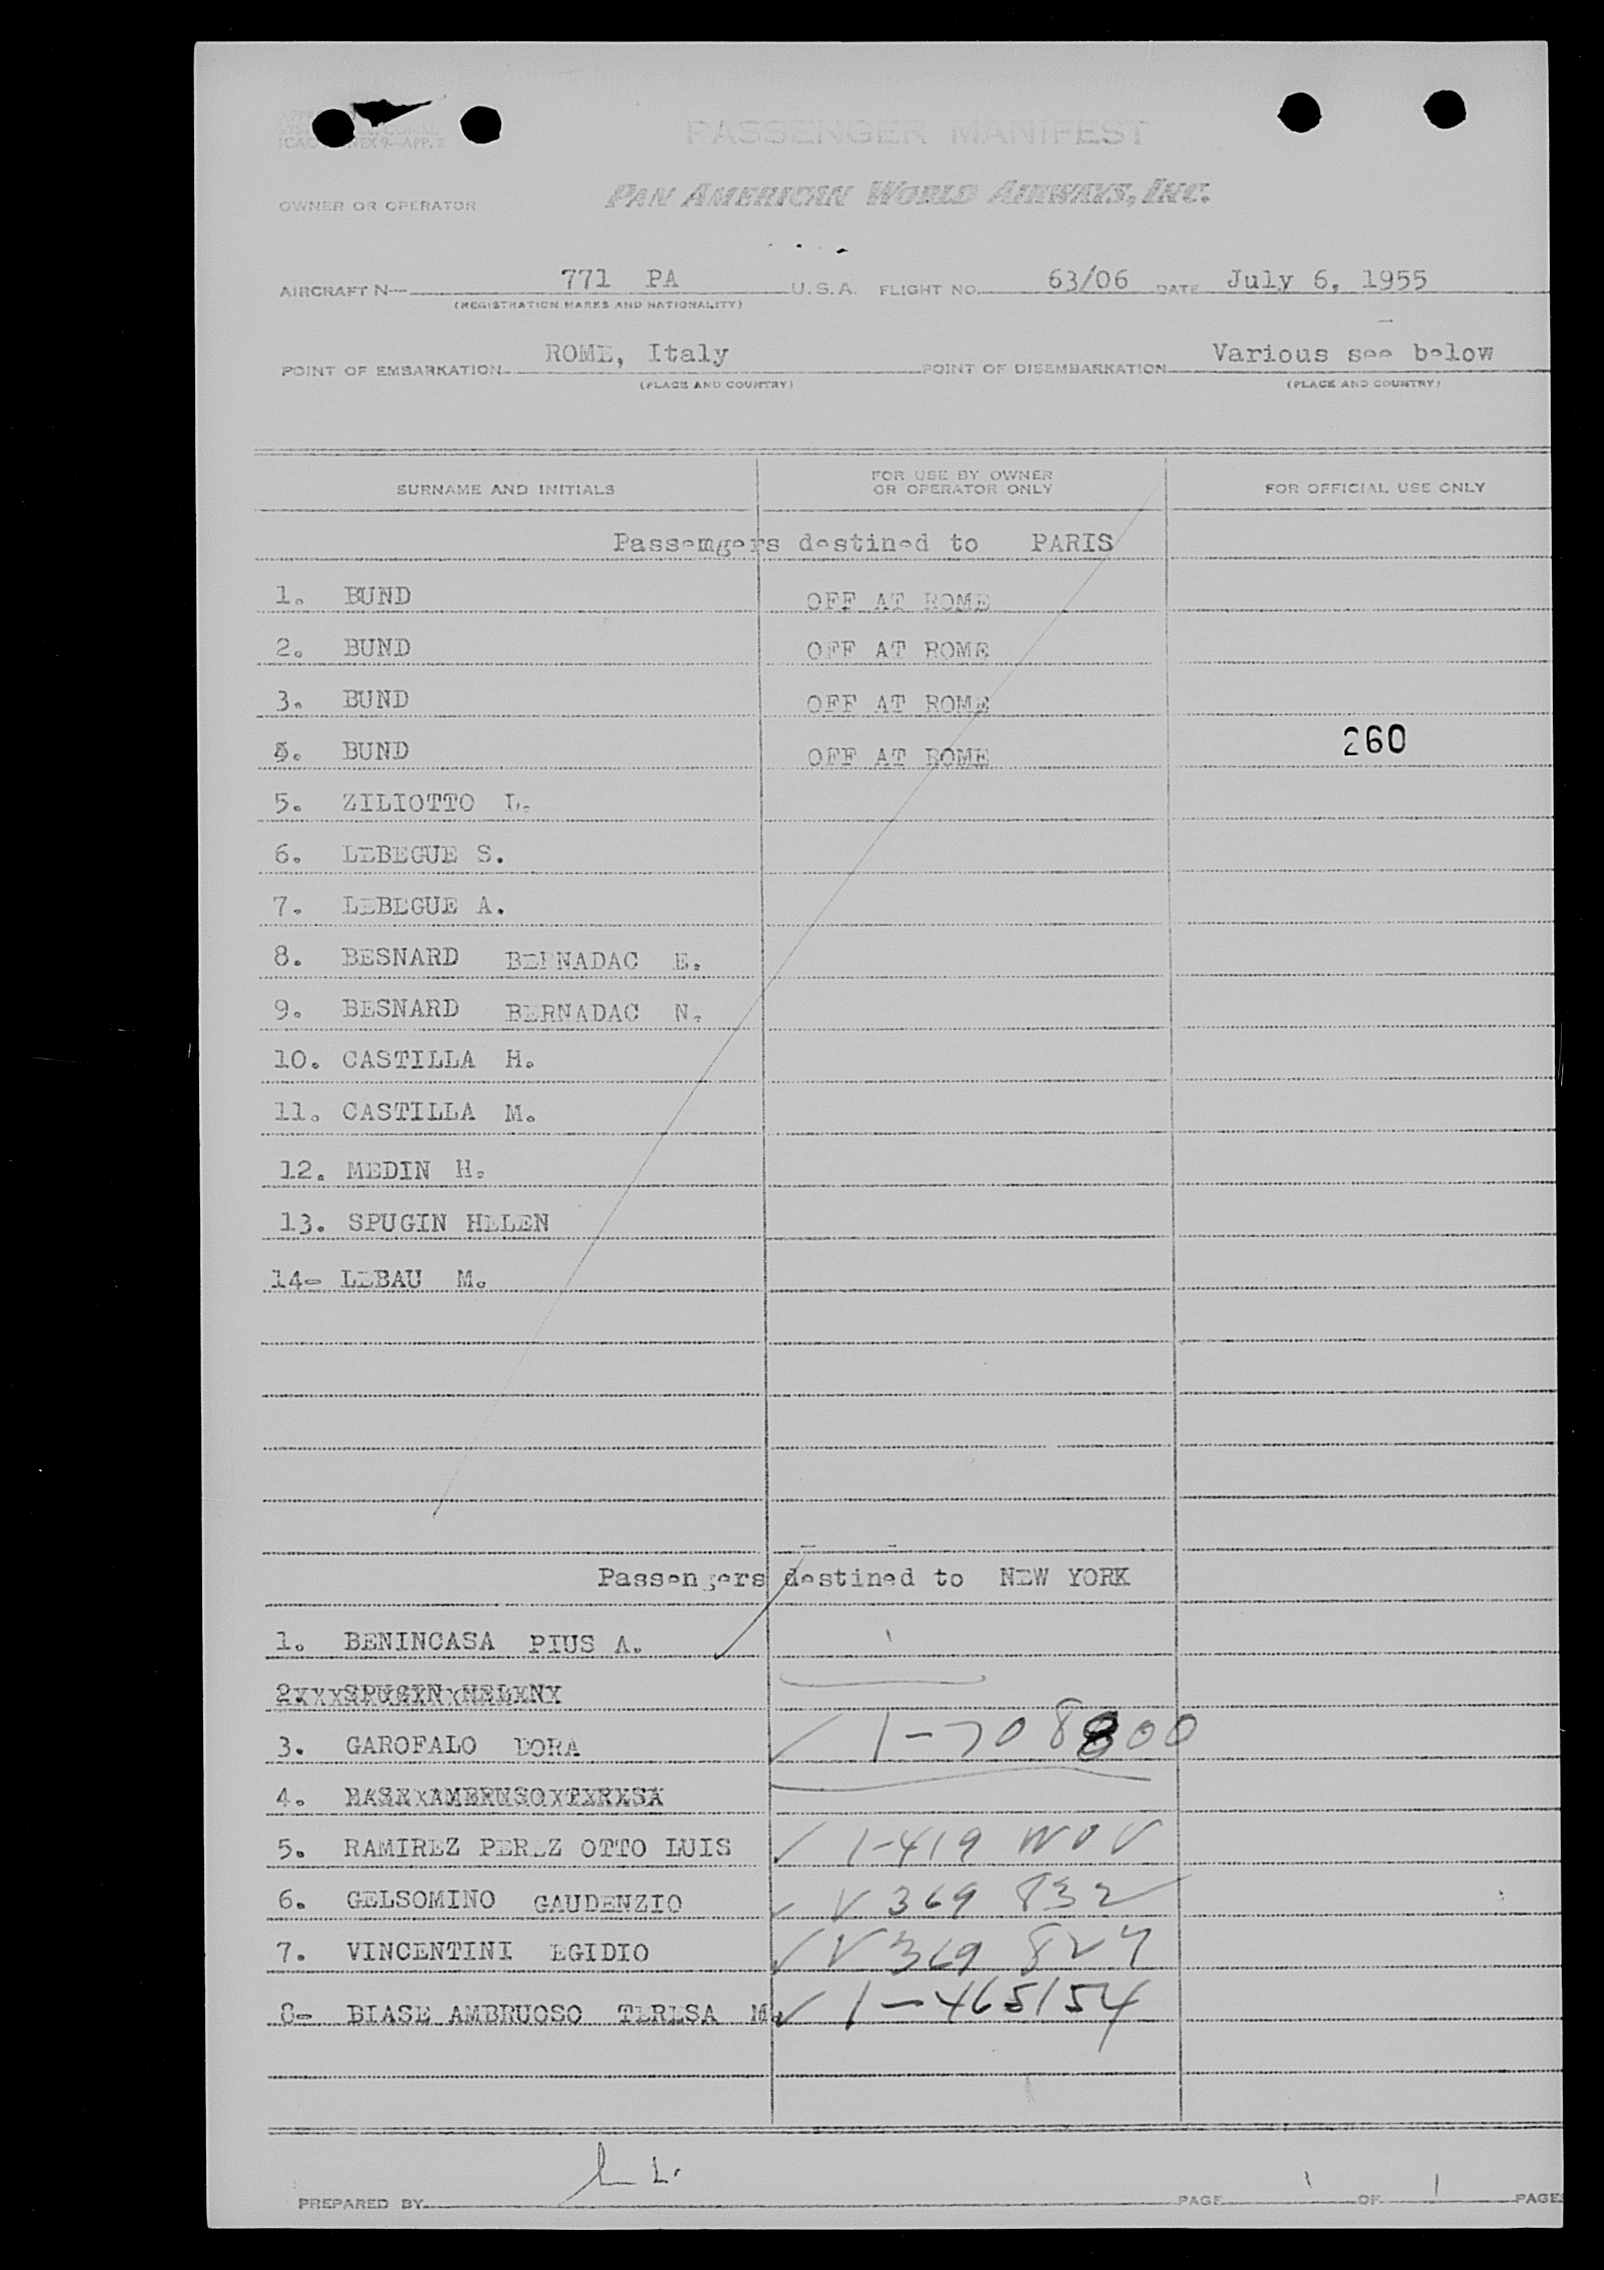 PASSENGER MANIFEST
OWNER OR OPERATOR PAN AMERICAN WORLD AIRWAYS, INC.
AIRCRAFT N— 771 PA U.S.A. FLIGHT NO. 63/06 DATE July 6, 1955
(REGISTRATION MARKS AND NATIONALITY)
POINT OF EMBARKATION ROME, Italy POINT OF DISEMBARKATION Various see below
(PLACE AND COUNTRY) (PLACE AND COUNTRY)
SURNAME AND INITIALS FOR USE BY OWNER OR OPERATOR ONLY FOR OFFICIAL USE ONLY
Passemgers destined to PARIS
1. BUND OFF AT ROME
2. BUND OFF AT ROME
3. BUND OFF AT ROME
4. BUND OFF AT ROME 260
5. ZILIOTTO L.
6. LEBEGUE S.
7. LEBEGUE A.
8. BESNARD BERNADAC E.
9. BESNARD BERNADAC N.
10. CASTILLA H.
11. CASTILLA M.
12. MEDIN H.
13. SPUGIN HELEN
14- LEBAU M.
Passengers destined to NEW YORK
1. BENINCASA PIUS A.
2xxxSPUGINxHELENX
3. GAROFALO DORA ✓ 1-708800
4.
5. RAMIREZ PEREZ OTTO LUIS ✓ 1-419
6. GELSOMINO GAUDENZIO ✓ V 369 832
7. VINCENTINI EGIDIO ✓ V 369 827
8- BIASE AMBRUOSO TERESA M. ✓ 1-465154
PREPARED BY L. PAGE 1 OF 1 PAGES